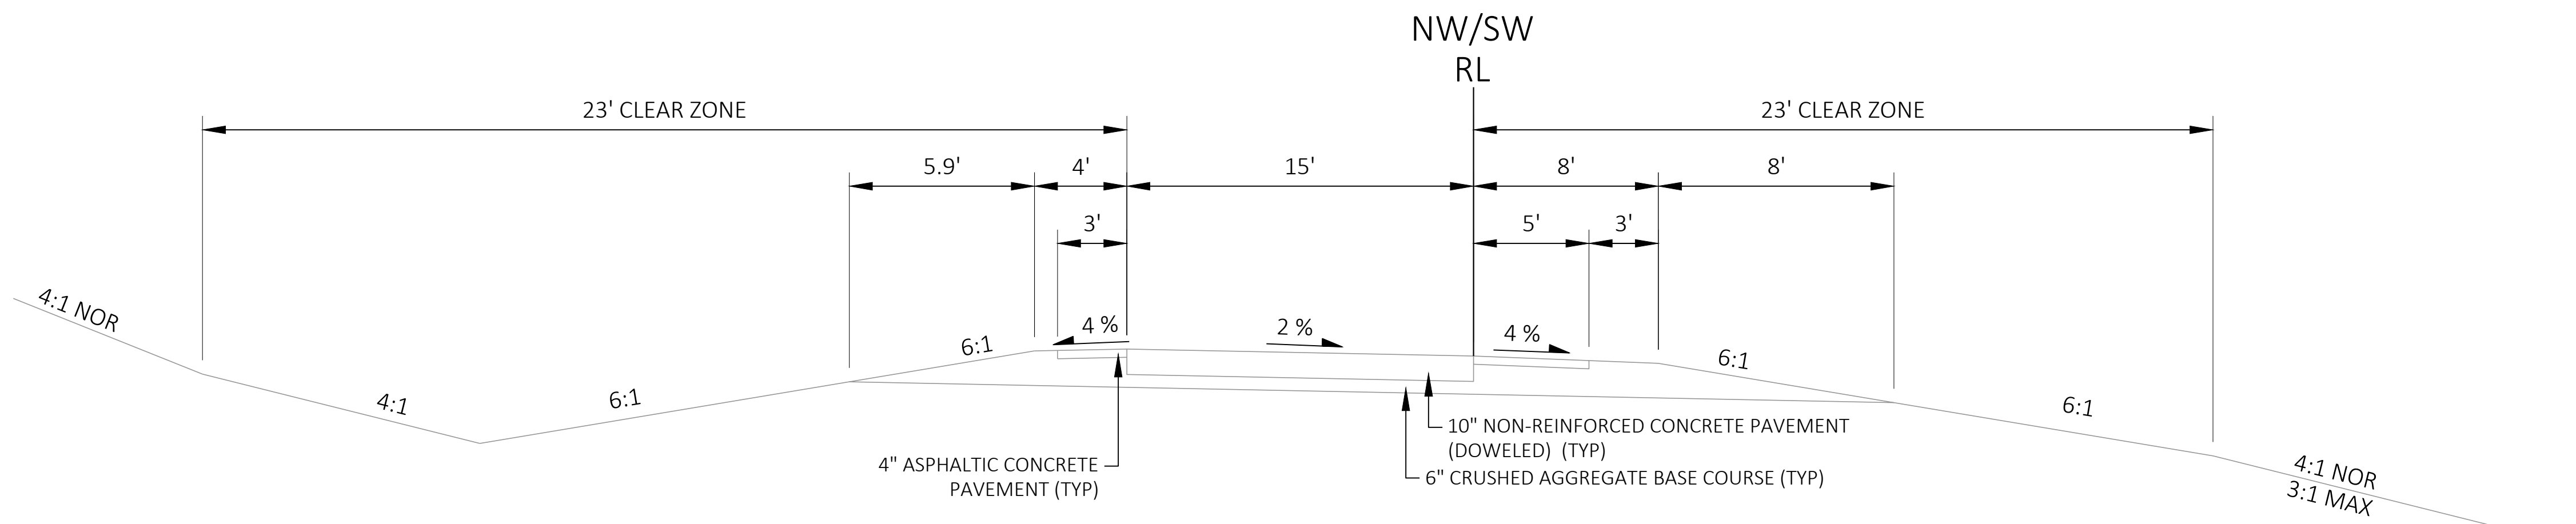 NW/SW
RL
23' CLEAR ZONE
23' CLEAR ZONE
5.9'
4'
15'
8'
8'
3'
5'
3'
4:1 NOR
4:1
6:1
6:1
4 %
2 %
4 %
6:1
6:1
4:1 NOR
3:1 MAX
4" ASPHALTIC CONCRETE
PAVEMENT (TYP)
10" NON-REINFORCED CONCRETE PAVEMENT
(DOWELED) (TYP)
6" CRUSHED AGGREGATE BASE COURSE (TYP)